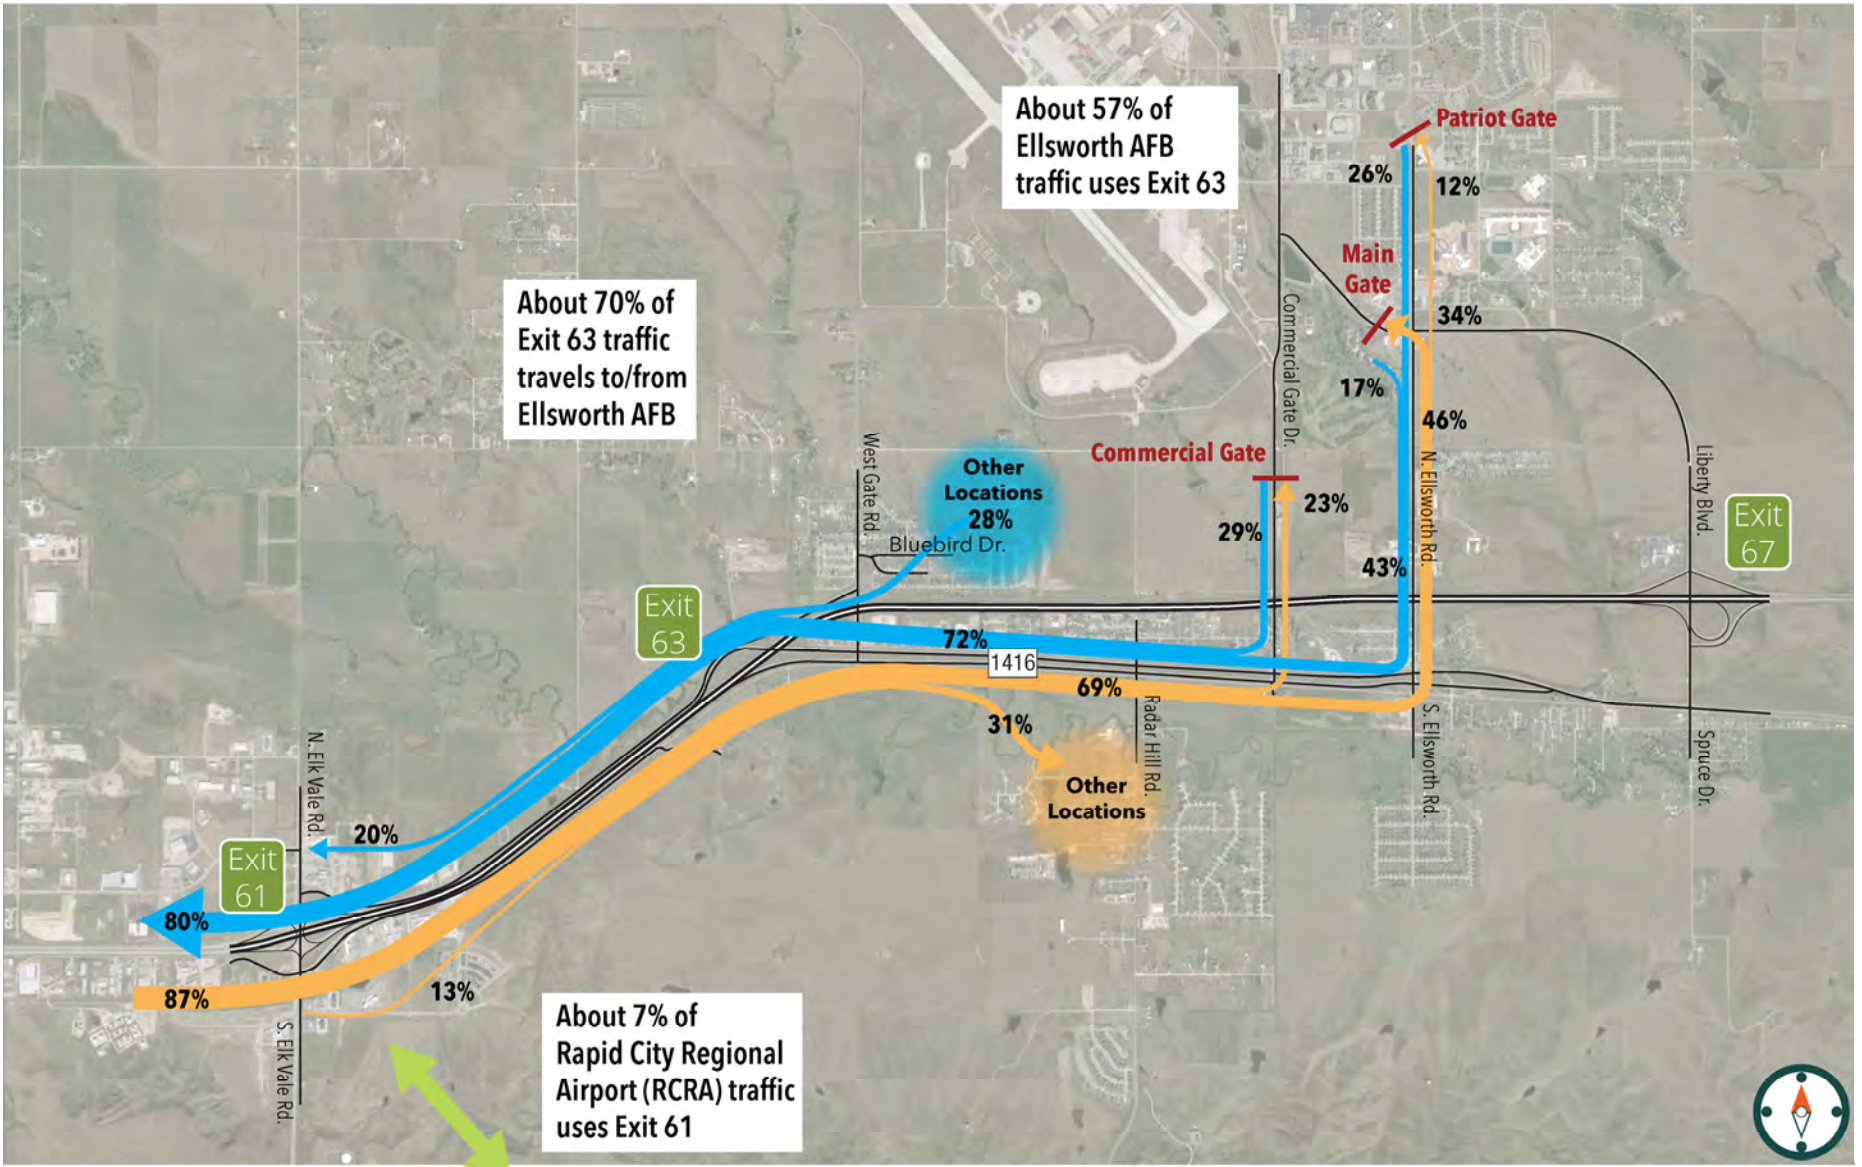 About 57% of
Ellsworth AFB
traffic uses Exit 63
Patriot Gate
26%
12%
Main
Gate
34%
17%
46%
About 70% of
Exit 63 traffic
travels to/from
Ellsworth AFB
Commercial Gate Dr.
West Gate Rd.
Other
Locations
28%
Bluebird Dr.
Commercial Gate
23%
29%
43%
N. Ellsworth Rd.
Liberty Blvd.
Exit
67
Exit
63
72%
1416
69%
31%
Radar Hill Rd.
S. Ellsworth Rd.
Spruce Dr.
Other
Locations
N. Elk Vale Rd.
20%
Exit
61
80%
87%
13%
S. Elk Vale Rd.
About 7% of
Rapid City Regional
Airport (RCRA) traffic
uses Exit 61